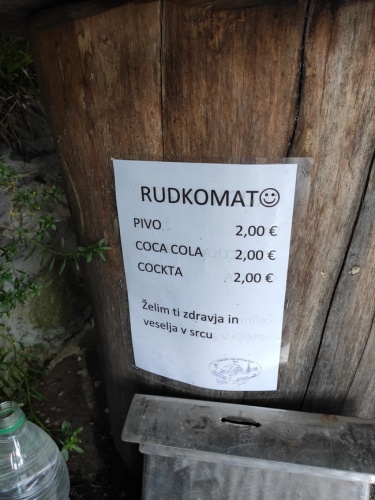 RUDKOMAT☺
PIVO 2,00 €
COCA COLA 2,00 €
COCKTA 2,00 €
Želim ti zdravja in
veselja v srcu